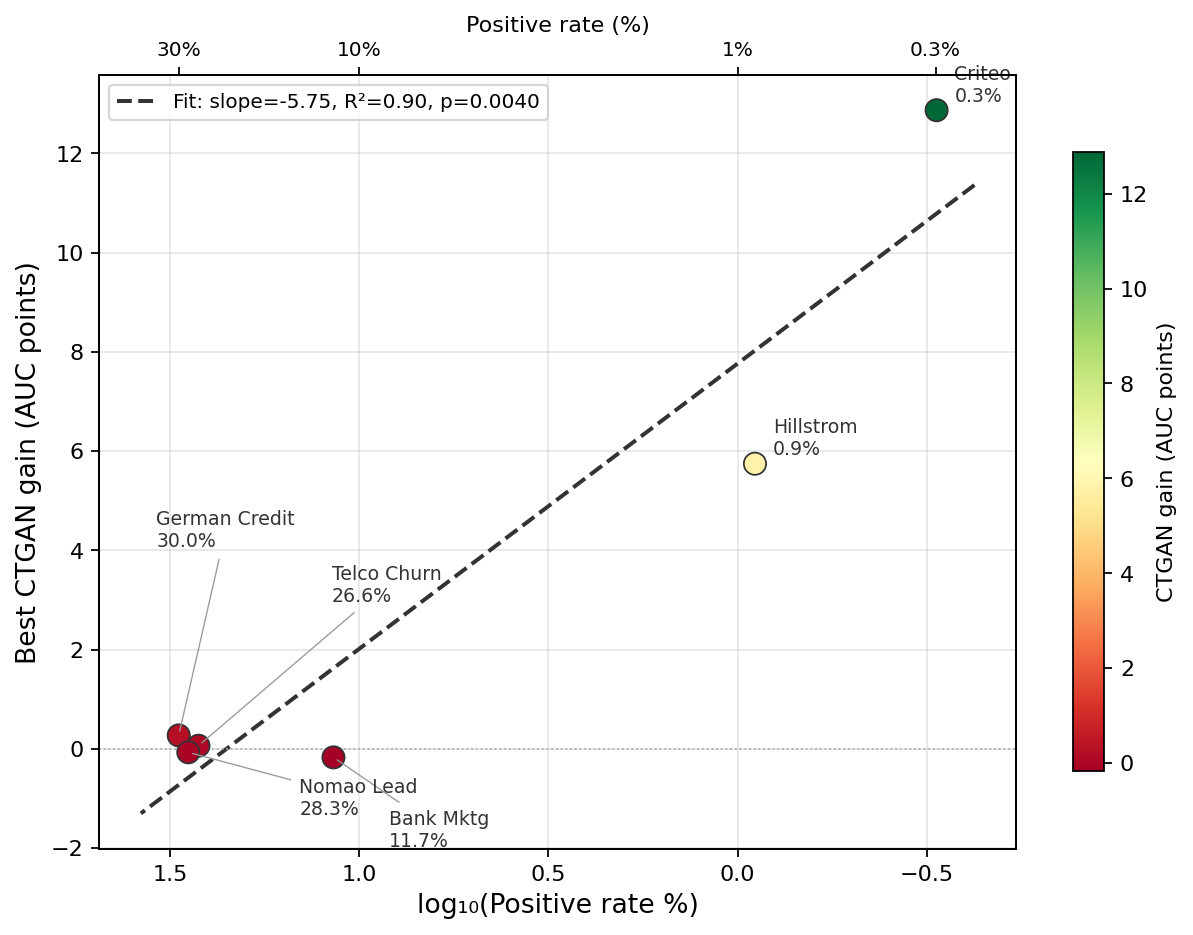 Positive rate (%)
30% 10% 1% 0.3%
Criteo
0.3%
Fit: slope=-5.75, R²=0.90, p=0.0040
Hillstrom
0.9%
German Credit
30.0%
Telco Churn
26.6%
Nomao Lead
28.3%
Bank Mktg
11.7%
12
10
8
6
4
2
0
−2
Best CTGAN gain (AUC points)
1.5 1.0 0.5 0.0 −0.5
log₁₀(Positive rate %)
12
10
8
6
4
2
0
CTGAN gain (AUC points)